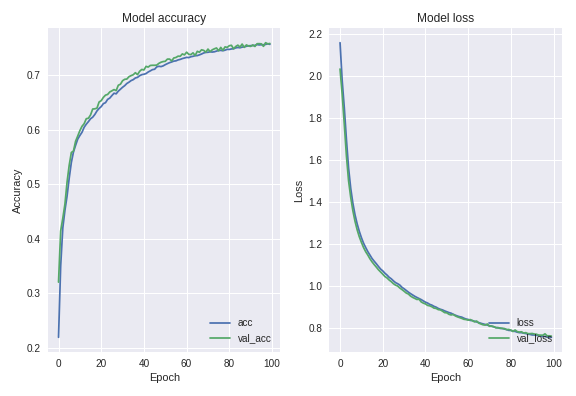 Model accuracy
Accuracy
0.7
0.6
0.5
0.4
0.3
0.2
0 20 40 60 80 100
Epoch
acc
val_acc
Model loss
Loss
2.2
2.0
1.8
1.6
1.4
1.2
1.0
0.8
0 20 40 60 80 100
Epoch
loss
val_loss